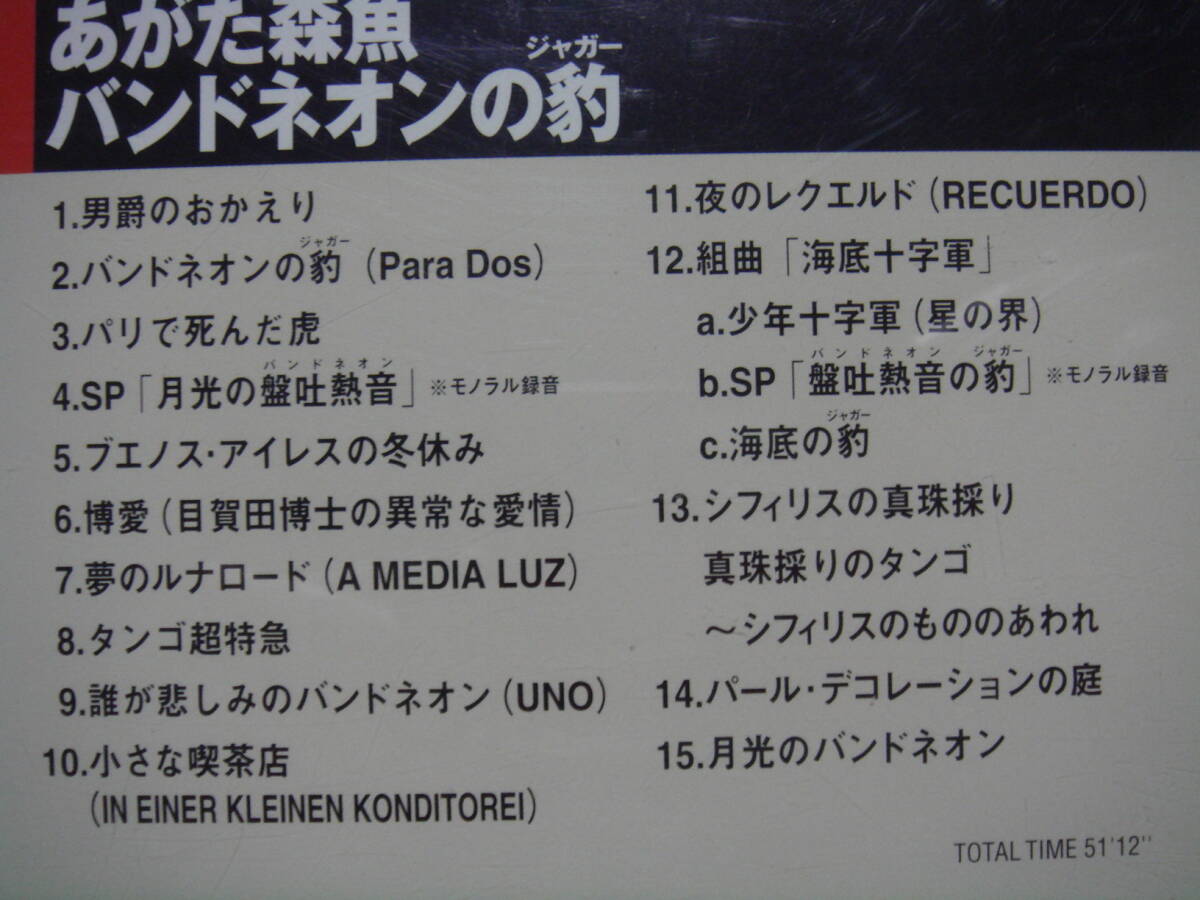 あがた森魚
ジャガー
バンドネオンの豹
1.男爵のおかえり
ジャガー
2.バンドネオンの豹 (Para Dos)
3.パリで死んだ虎
バンドネオン
4.SP「月光の盤吐熱音」※モノラル録音
5.ブエノス・アイレスの冬休み
6.博愛 (目賀田博士の異常な愛情)
7.夢のルナロード (A MEDIA LUZ)
8.タンゴ超特急
9.誰が悲しみのバンドネオン (UNO)
10.小さな喫茶店
(IN EINER KLEINEN KONDITOREI)
11.夜のレクエルド (RECUERDO)
12.組曲「海底十字軍」
a.少年十字軍 (星の界)
バンドネオン ジャガー
b.SP「盤吐熱音の豹」※モノラル録音
ジャガー
c.海底の豹
13.シフィリスの真珠採り
真珠採りのタンゴ
～シフィリスのもののあわれ
14.パール・デコレーションの庭
15.月光のバンドネオン
TOTAL TIME 51'12"